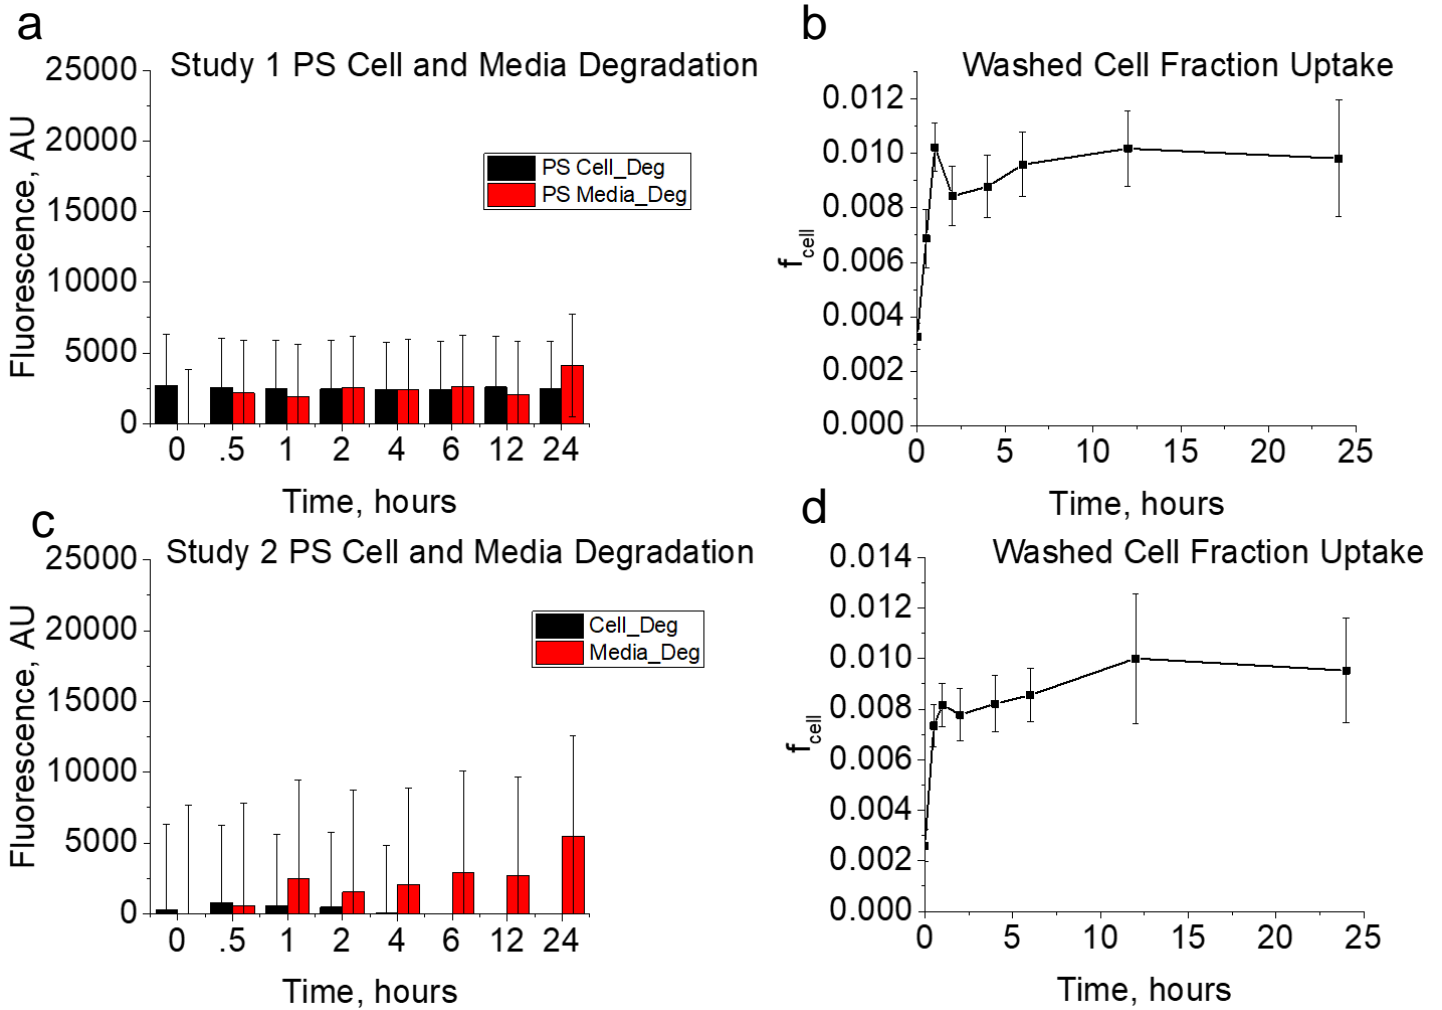 a
Study 1 PS Cell and Media Degradation
25000
20000
15000
10000
5000
0
Fluorescence, AU
PS Cell_Deg
PS Media_Deg
0 .5 1 2 4 6 12 24
Time, hours
b
Washed Cell Fraction Uptake
0.012
0.010
0.008
0.006
0.004
0.002
0.000
fcell
0 5 10 15 20 25
Time, hours
c
Study 2 PS Cell and Media Degradation
25000
20000
15000
10000
5000
0
Fluorescence, AU
Cell_Deg
Media_Deg
0 .5 1 2 4 6 12 24
Time, hours
d
Washed Cell Fraction Uptake
0.014
0.012
0.010
0.008
0.006
0.004
0.002
0.000
fcell
0 5 10 15 20 25
Time, hours